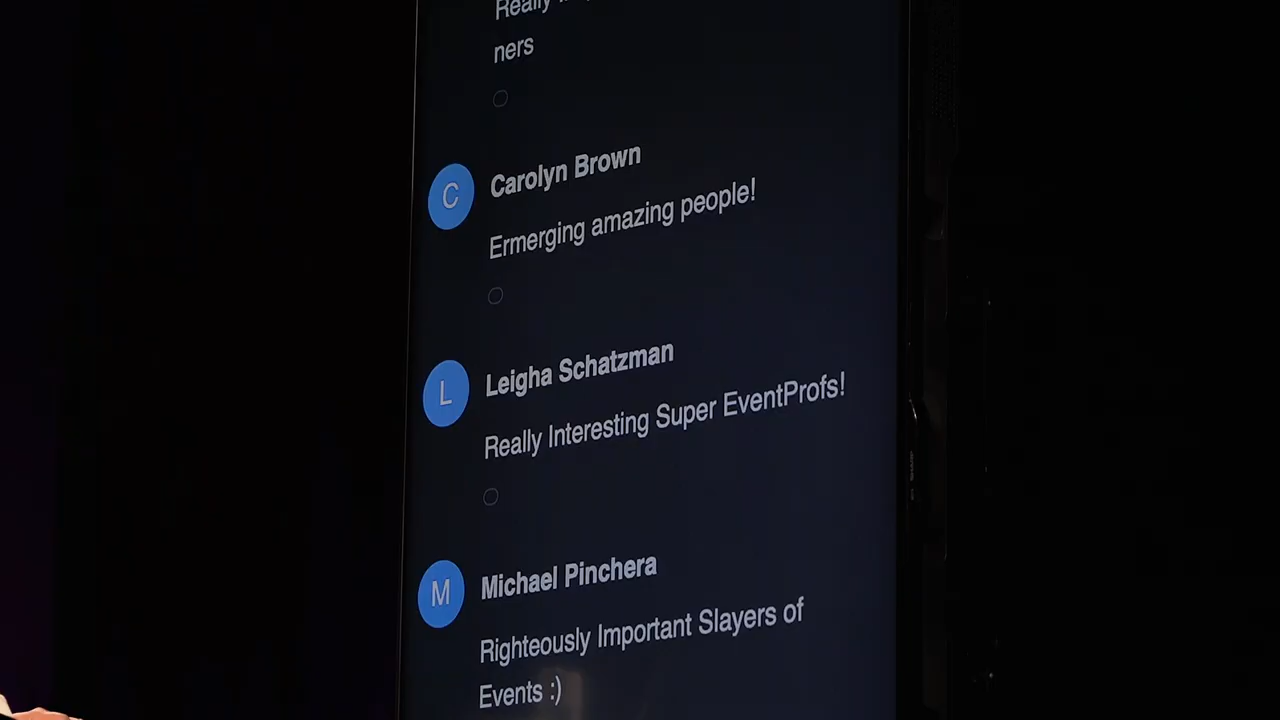 Really
ners
C
Carolyn Brown
Ermerging amazing people!
L
Leigha Schatzman
Really Interesting Super EventProfs!
M
Michael Pinchera
Righteously Important Slayers of
Events :)